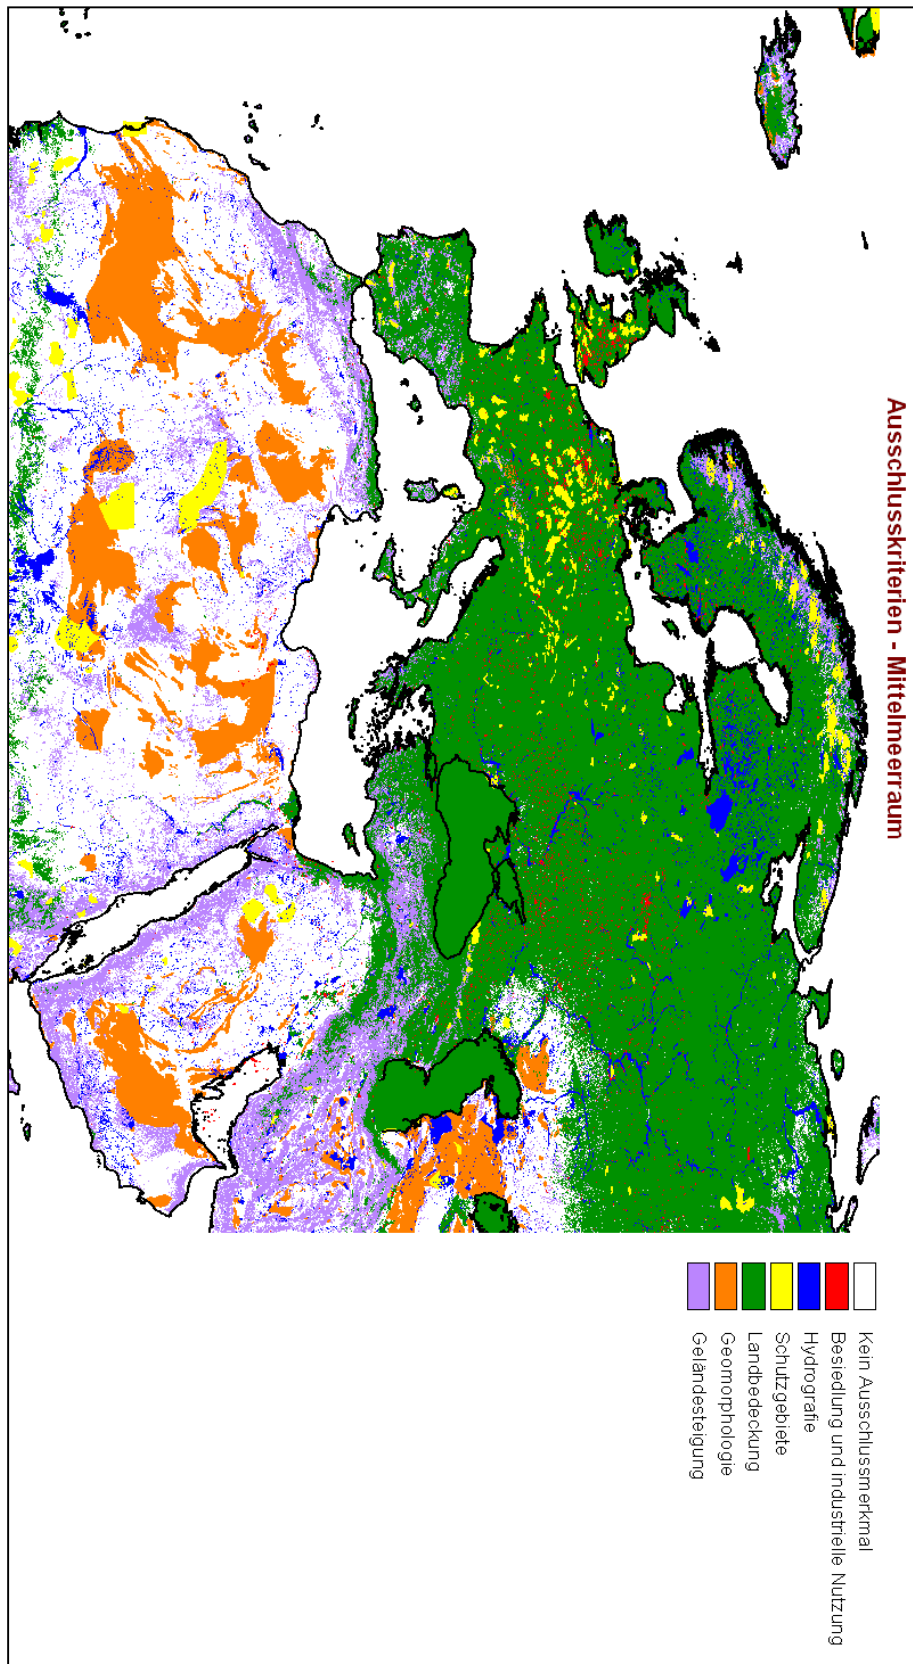 Ausschlusskriterien - Mittelmeerraum
Kein Ausschlussmerkmal
Besiedlung und industrielle Nutzung
Hydrografie
Schutzgebiete
Landbedeckung
Geomorphologie
Geländesteigung